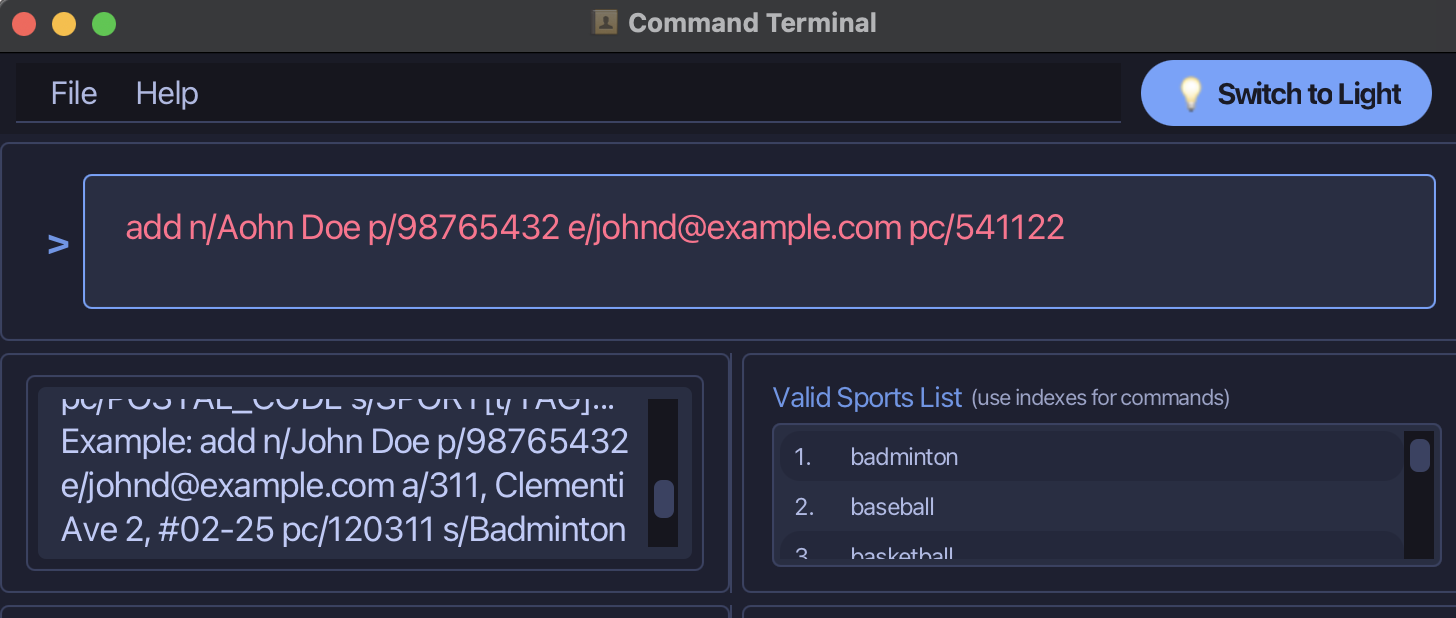 Command Terminal
File Help
Switch to Light
> add n/Aohn Doe p/98765432 e/johnd@example.com pc/541122
pc/POSTAL_CODE s/SPORT [t/TAG]...
Example: add n/John Doe p/98765432
e/johnd@example.com a/311, Clementi
Ave 2, #02-25 pc/120311 s/Badminton
Valid Sports List (use indexes for commands)
1. badminton
2. baseball
3. basketball